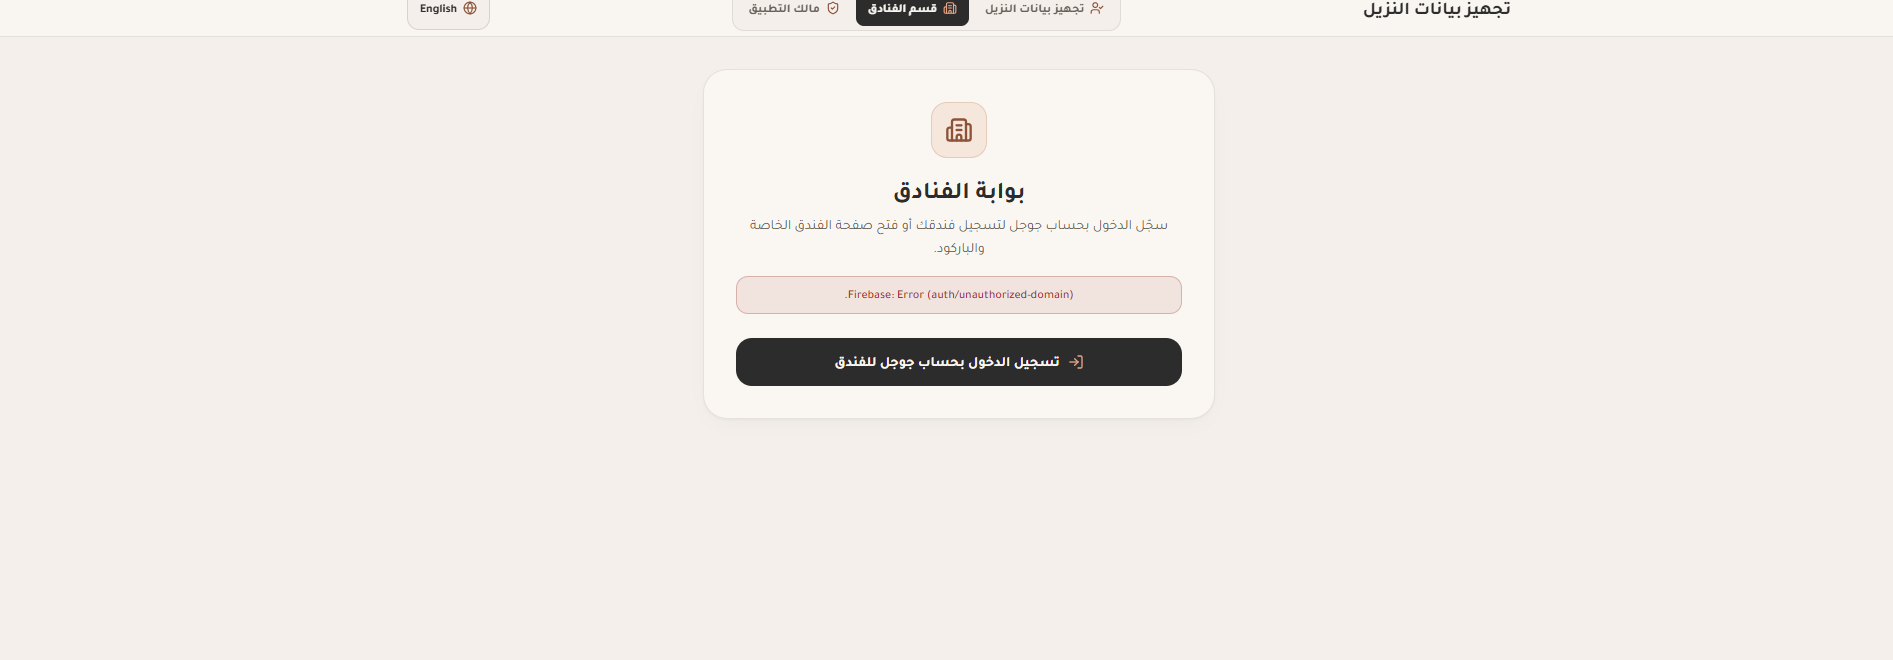 تجهيز بيانات النزيل
تجهيز بيانات النزيل
قسم الفنادق
مالك التطبيق
English
بوابة الفنادق
سجّل الدخول بحساب جوجل لتسجيل فندقك أو فتح صفحة الفندق الخاصة
والباركود.
Firebase: Error (auth/unauthorized-domain).
تسجيل الدخول بحساب جوجل للفندق